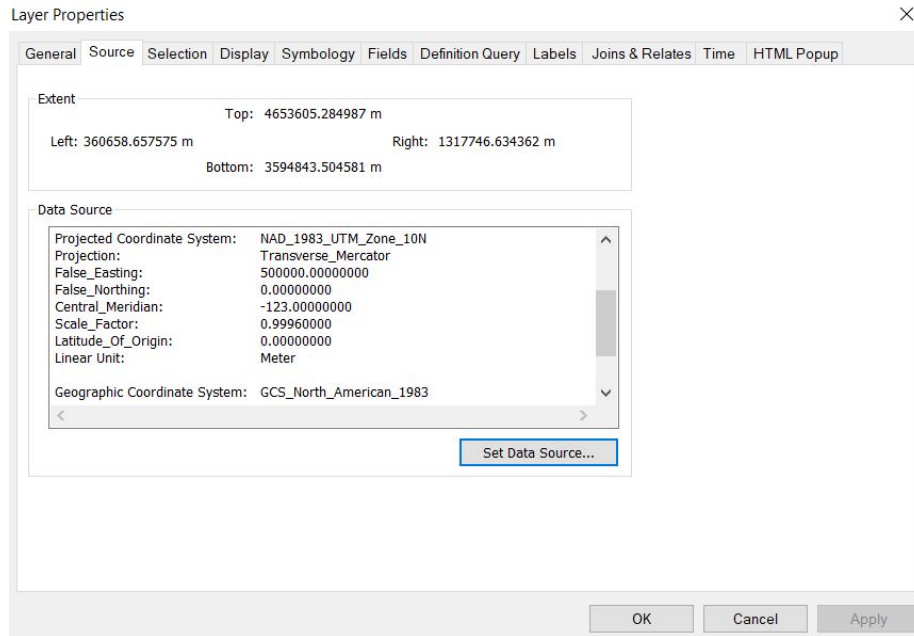 Layer Properties
General Source Selection Display Symbology Fields Definition Query Labels Joins & Relates Time HTML Popup
Extent
Top: 4653605.284987 m
Left: 360658.657575 m Right: 1317746.634362 m
Bottom: 3594843.504581 m
Data Source
Projected Coordinate System: NAD_1983_UTM_Zone_10N
Projection: Transverse_Mercator
False_Easting: 500000.00000000
False_Northing: 0.00000000
Central_Meridian: -123.00000000
Scale_Factor: 0.99960000
Latitude_Of_Origin: 0.00000000
Linear Unit: Meter
Geographic Coordinate System: GCS_North_American_1983
Set Data Source...
OK Cancel Apply